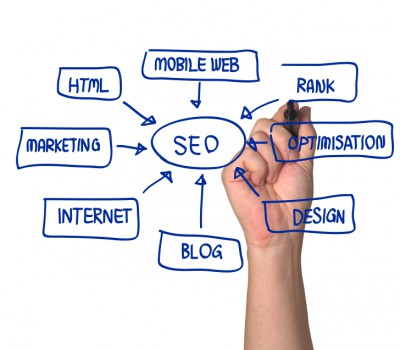 MOBILE WEB
HTML
RANK
MARKETING
SEO
OPTIMISATION
INTERNET
DESIGN
BLOG